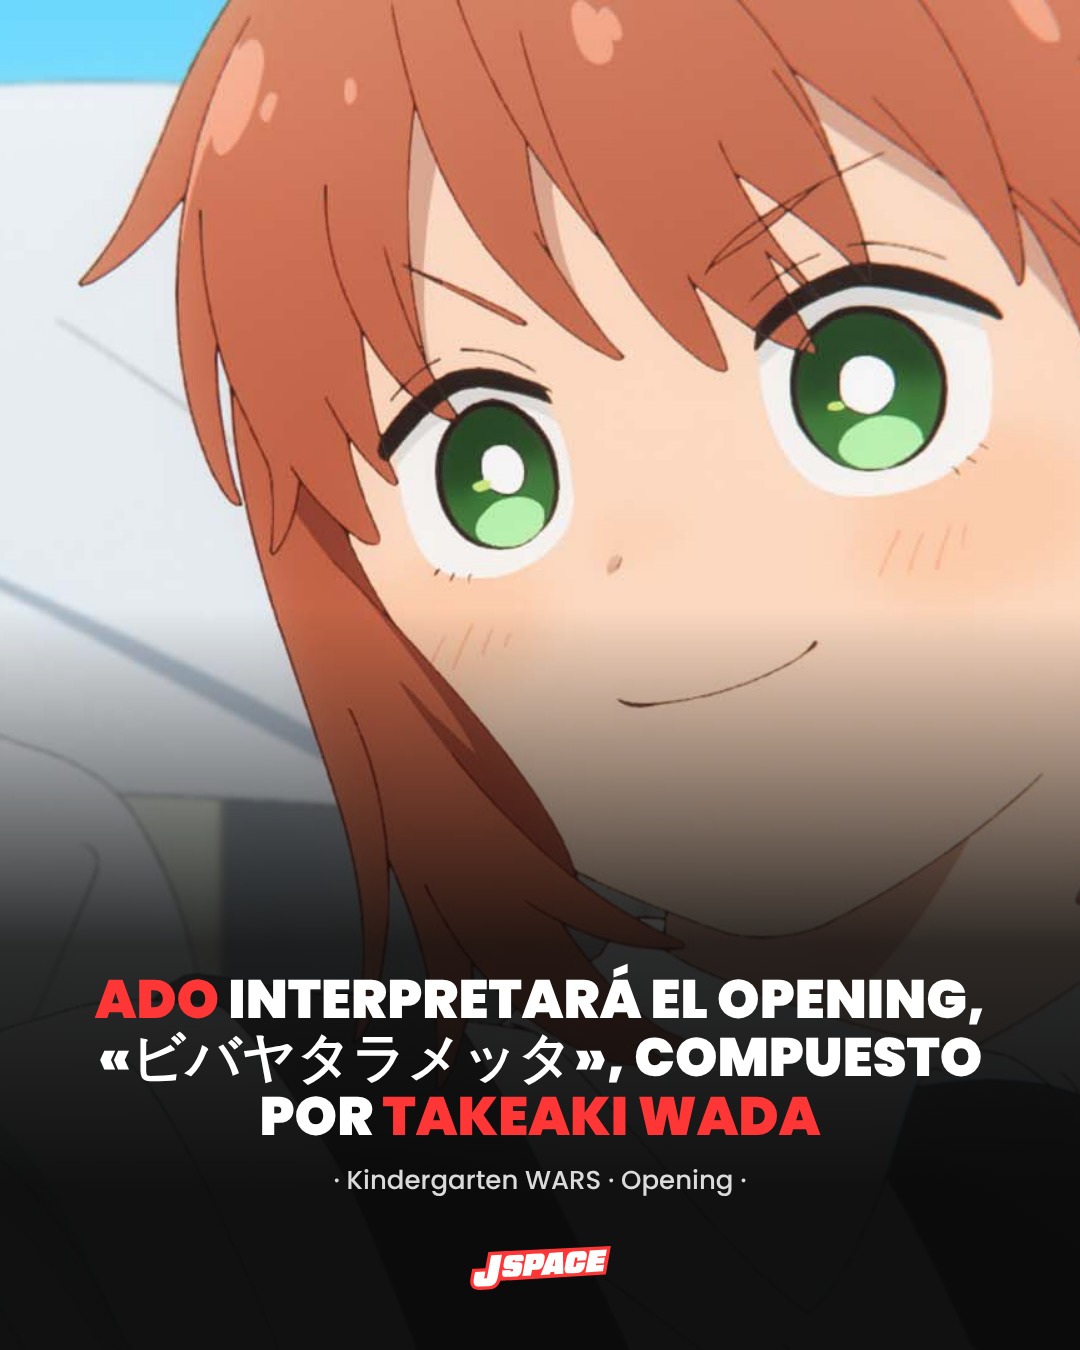 ADO INTERPRETARÁ EL OPENING,
«ビバヤタラメッタ», COMPUESTO
POR TAKEAKI WADA
· Kindergarten WARS · Opening ·
JSPACE